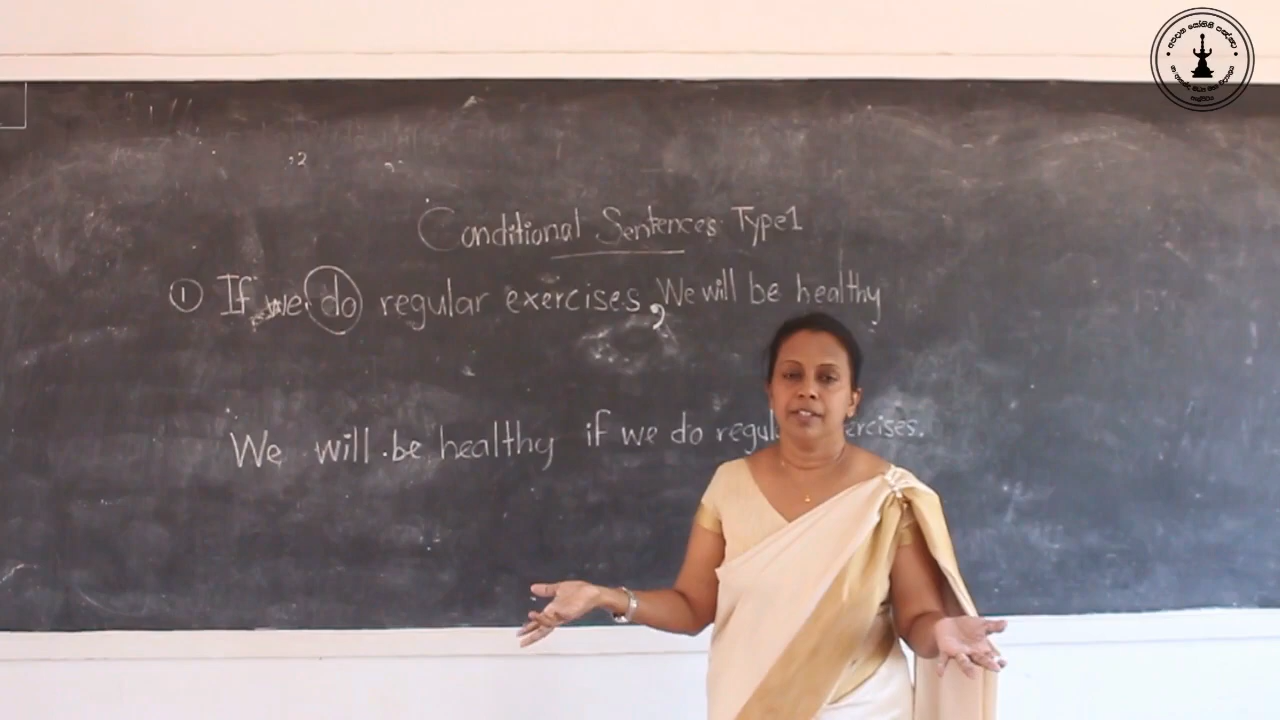 Conditional Sentences Type1
① If we do regular exercises, We will be healthy
We will be healthy if we do regul ercises.